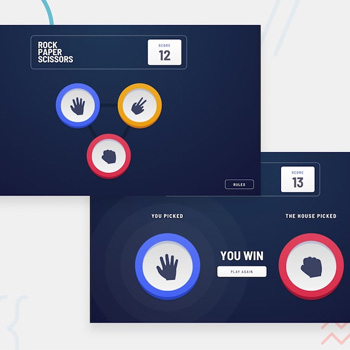 ROCK
PAPER
SCISSORS
SCORE
12
RULES
SCORE
13
YOU PICKED
THE HOUSE PICKED
YOU WIN
PLAY AGAIN